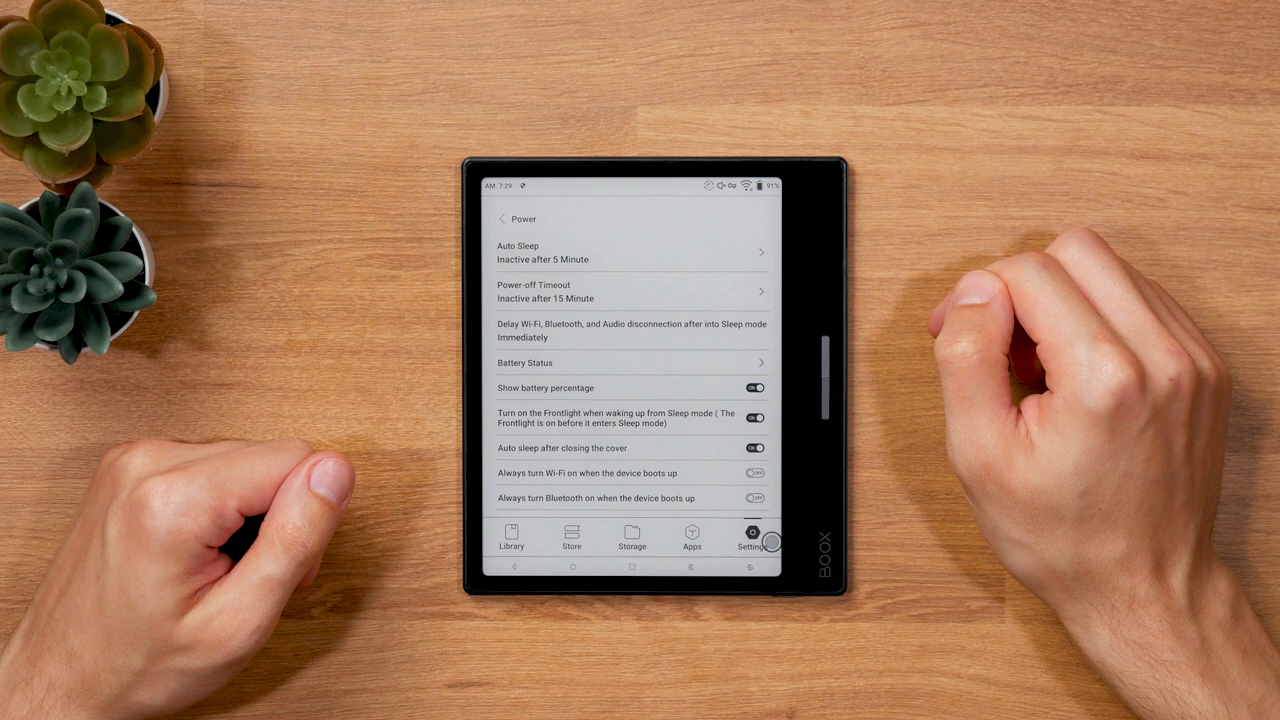 AM 7:29
91%
Power
Auto Sleep
Inactive after 5 Minute
Power-off Timeout
Inactive after 15 Minute
Delay Wi-Fi, Bluetooth, and Audio disconnection after into Sleep mode
Immediately
Battery Status
Show battery percentage
ON
Turn on the Frontlight when waking up from Sleep mode ( The
Frontlight is on before it enters Sleep mode)
ON
Auto sleep after closing the cover
ON
Always turn Wi-Fi on when the device boots up
OFF
Always turn Bluetooth on when the device boots up
OFF
Library
Store
Storage
Apps
Settings
BOOX